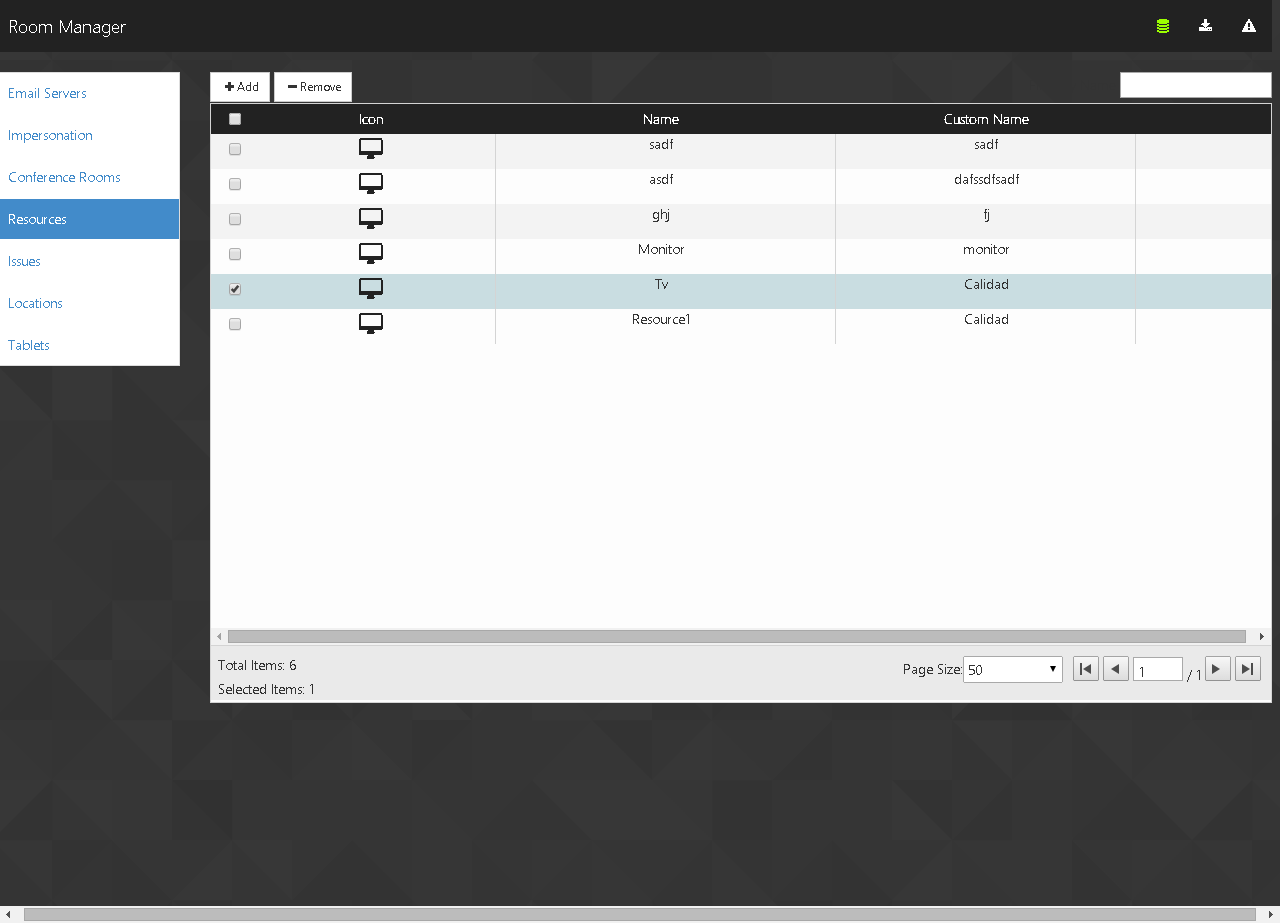 Room Manager
Email Servers
Impersonation
Conference Rooms
Resources
Issues
Locations
Tablets
Add Remove
Icon Name Custom Name
sadf sadf
asdf dafssdfsadf
ghj fj
Monitor monitor
Tv Calidad
Resource1 Calidad
Total Items: 6
Selected Items: 1
Page Size: 50 1 / 1